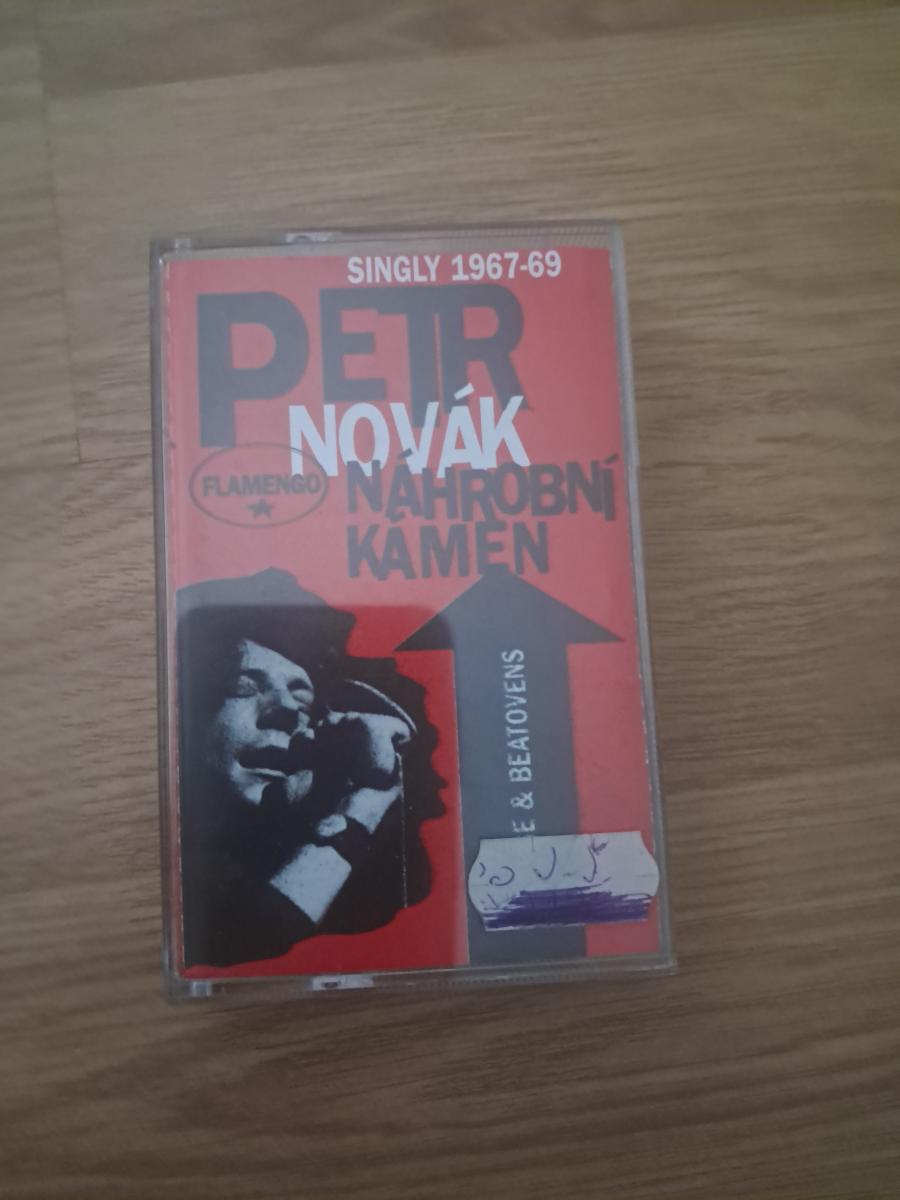 SINGLY 1967-69
PETR
NOVÁK
FLAMENGO
NÁHROBNÍ
KÁMEN
E & BEATOVENS